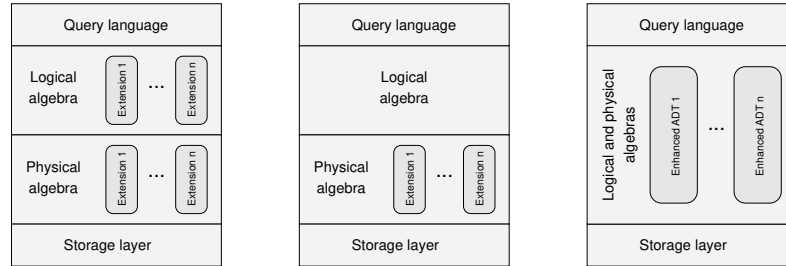 Query language
Logical
algebra
Extension 1
...
Extension n
Physical
algebra
Extension 1
...
Extension n
Storage layer
Query language
Logical
algebra
Physical
algebra
Extension 1
...
Extension n
Storage layer
Query language
Logical and physical
algebras
Enhanced ADT 1
...
Enhanced ADT n
Storage layer